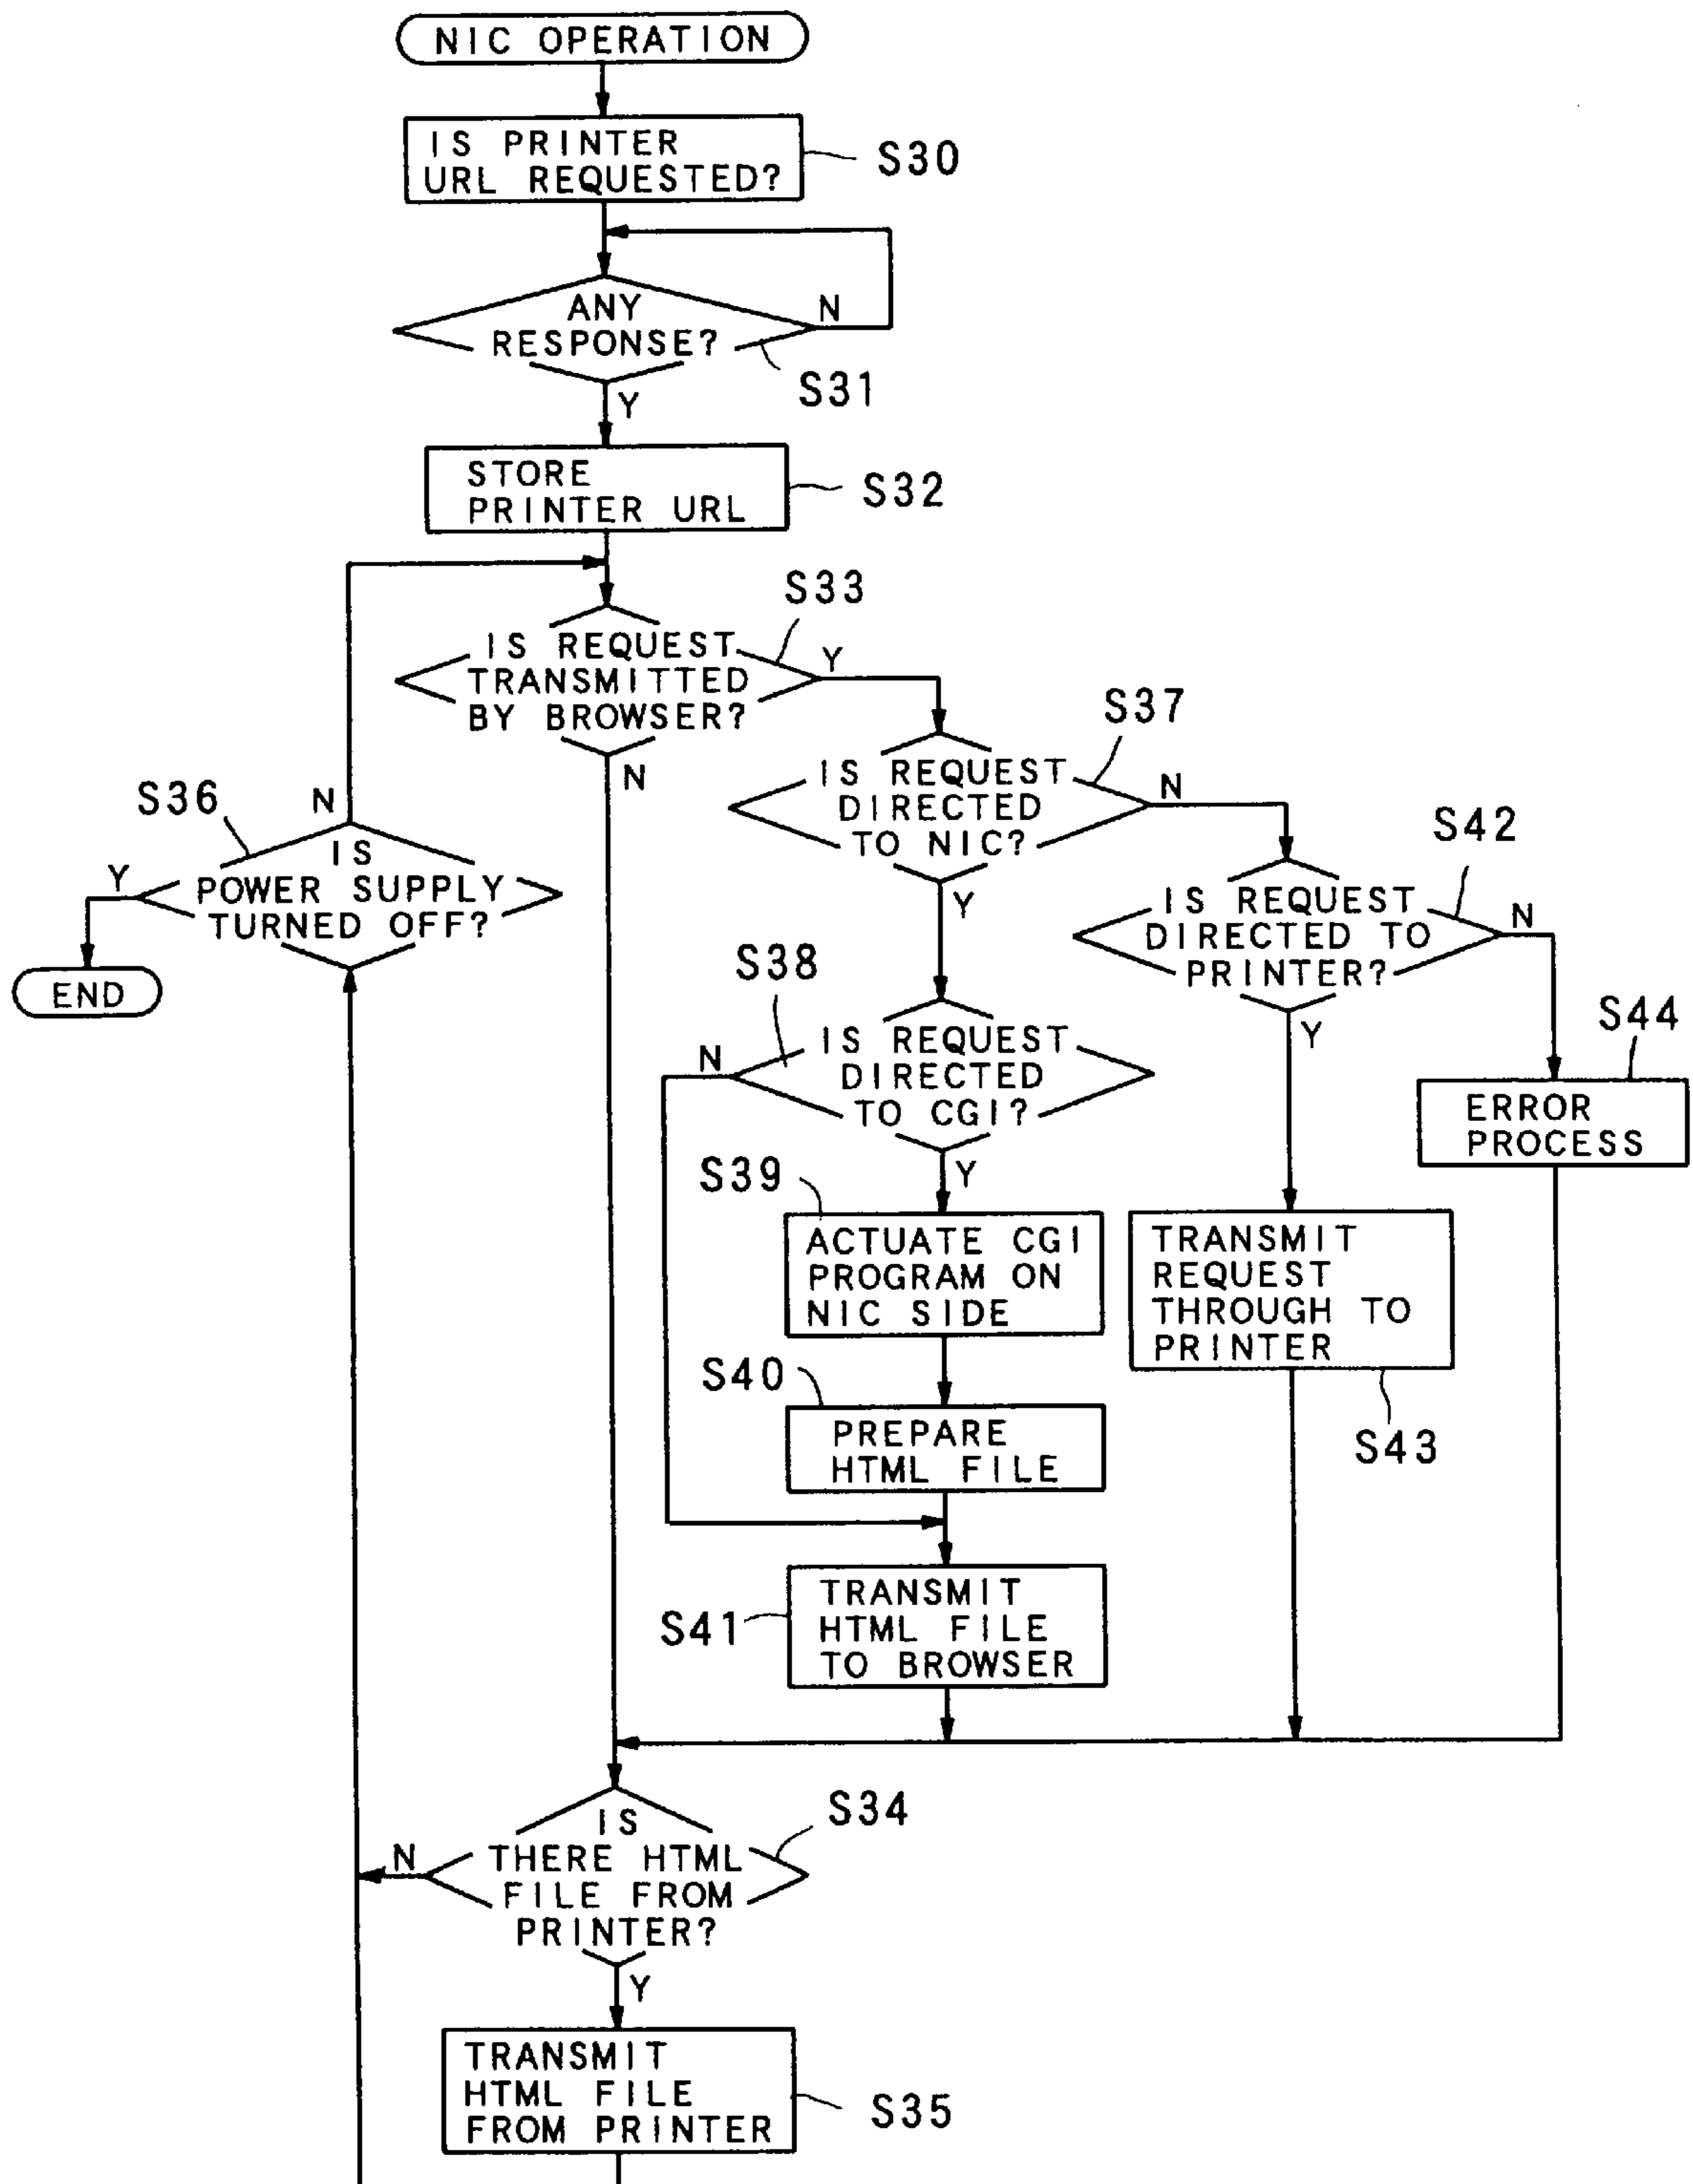 NIC OPERATION
IS PRINTER
URL REQUESTED?
S30
ANY
RESPONSE?
N
S31
Y
STORE
PRINTER URL
S32
S33
IS REQUEST
TRANSMITTED
BY BROWSER?
Y
N
S37
IS REQUEST
DIRECTED
TO NIC?
N
Y
S36
N
IS
POWER SUPPLY
TURNED OFF?
Y
END
S42
IS REQUEST
DIRECTED TO
PRINTER?
N
Y
S38
IS REQUEST
DIRECTED
TO CGI?
N
Y
S44
ERROR
PROCESS
S39
ACTUATE CGI
PROGRAM ON
NIC SIDE
TRANSMIT
REQUEST
THROUGH TO
PRINTER
S43
S40
PREPARE
HTML FILE
S41
TRANSMIT
HTML FILE
TO BROWSER
S34
IS
THERE HTML
FILE FROM
PRINTER?
N
Y
TRANSMIT
HTML FILE
FROM PRINTER
S35